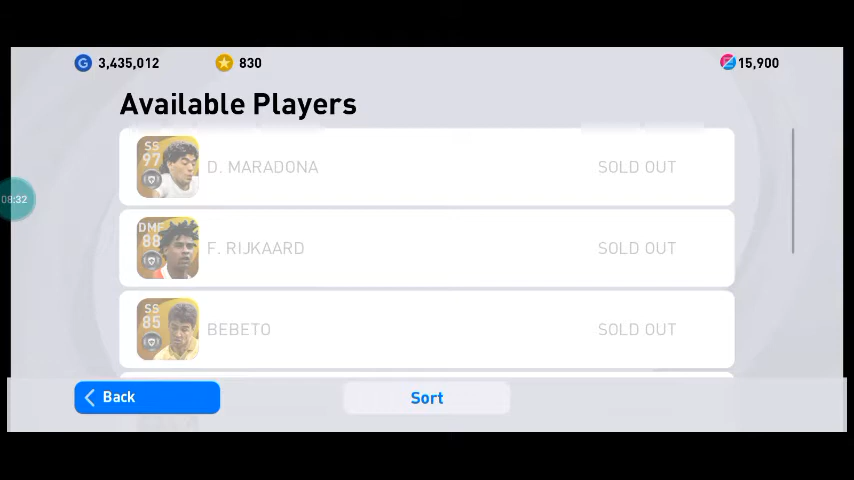 3,435,012
830
15,900
Available Players
SS
97
D. MARADONA
SOLD OUT
08:32
DMF
88
F. RIJKAARD
SOLD OUT
SS
85
BEBETO
SOLD OUT
Back
Sort